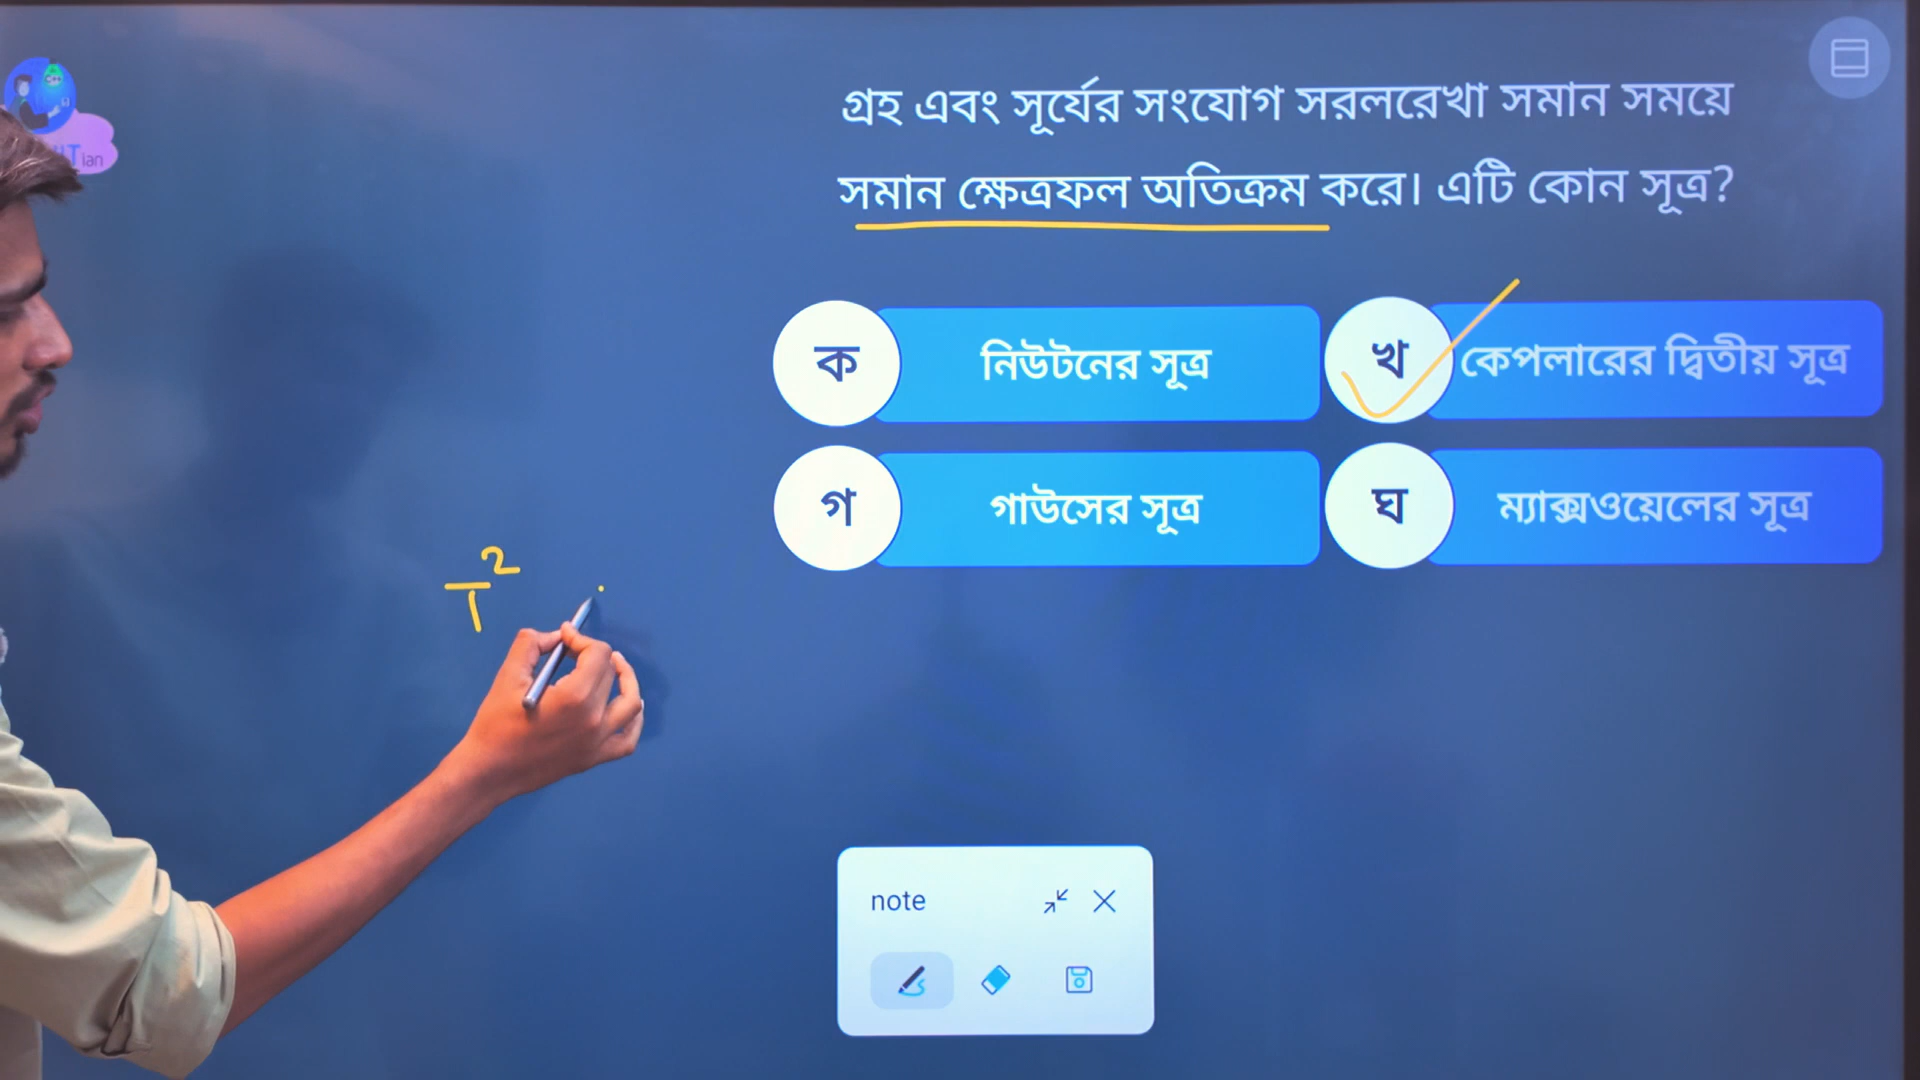 গ্রহ এবং সূর্যের সংযোগ সরলরেখা সমান সময়ে
সমান ক্ষেত্রফল অতিক্রম করে। এটি কোন সূত্র?
ক নিউটনের সূত্র
খ কেপলারের দ্বিতীয় সূত্র
গ গাউসের সূত্র
ঘ ম্যাক্সওয়েলের সূত্র
T²
note